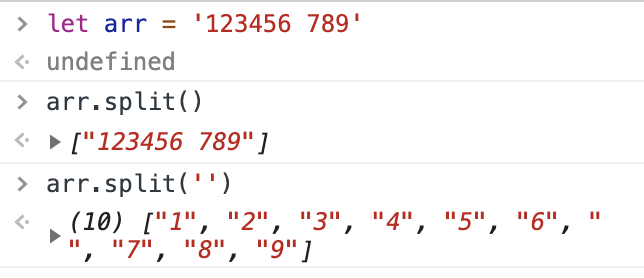 > let arr = '123456 789'
<· undefined
> arr.split()
<· ▶ ["123456 789"]
> arr.split('')
<· ▶ (10) ["1", "2", "3", "4", "5", "6", "
", "7", "8", "9"]